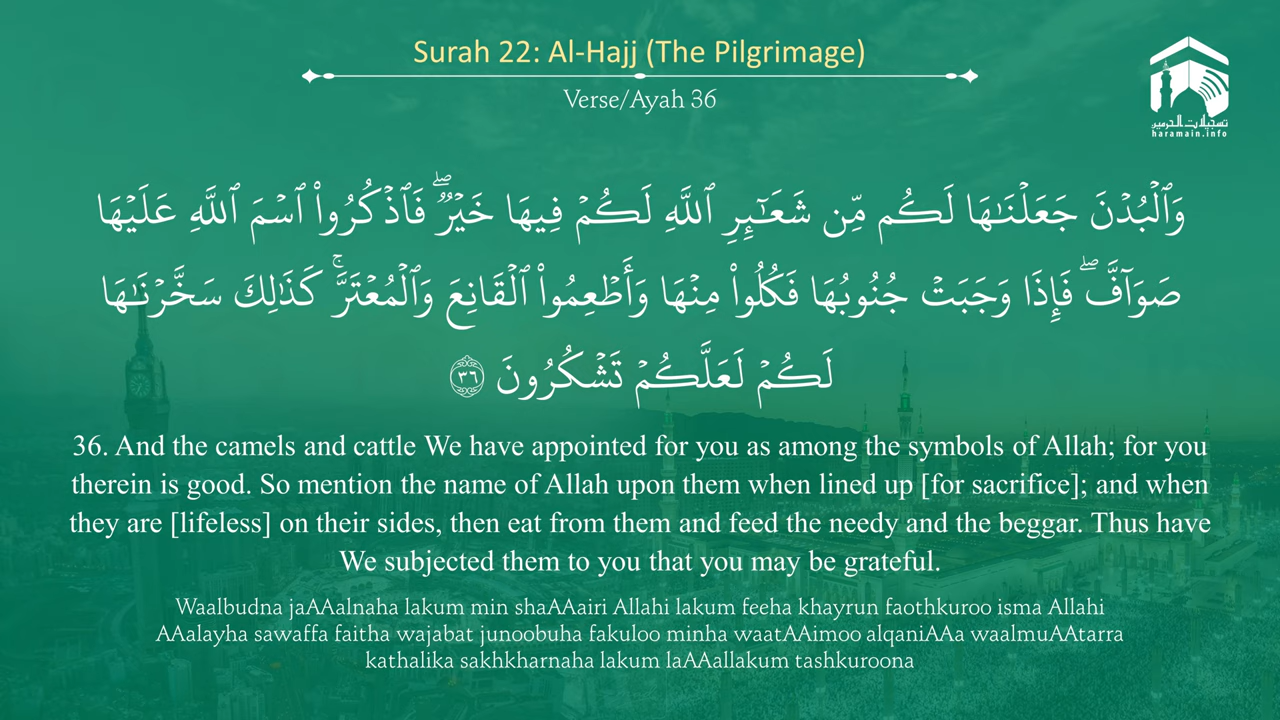 Surah 22: Al-Hajj (The Pilgrimage)
Verse/Ayah 36
تسجيلات الحرمين
haramain.info
وَٱلْبُدْنَ جَعَلْنَـٰهَا لَكُم مِّن شَعَـٰٓئِرِ ٱللَّهِ لَكُمْ فِيهَا خَيْرٌۭ ۖ فَٱذْكُرُوا۟ ٱسْمَ ٱللَّهِ عَلَيْهَا
صَوَآفَّ ۖ فَإِذَا وَجَبَتْ جُنُوبُهَا فَكُلُوا۟ مِنْهَا وَأَطْعِمُوا۟ ٱلْقَانِعَ وَٱلْمُعْتَرَّ ۚ كَذَٰلِكَ سَخَّرْنَـٰهَا
لَكُمْ لَعَلَّكُمْ تَشْكُرُونَ ٣٦
36. And the camels and cattle We have appointed for you as among the symbols of Allah; for you
therein is good. So mention the name of Allah upon them when lined up [for sacrifice]; and when
they are [lifeless] on their sides, then eat from them and feed the needy and the beggar. Thus have
We subjected them to you that you may be grateful.
Waalbudna jaAAalnaha lakum min shaAAairi Allahi lakum feeha khayrun faothkuroo isma Allahi
AAalayha sawaffa faitha wajabat junoobuha fakuloo minha waatAAimoo alqaniAAa waalmuAAtarra
kathalika sakhkharnaha lakum laAAallakum tashkuroona